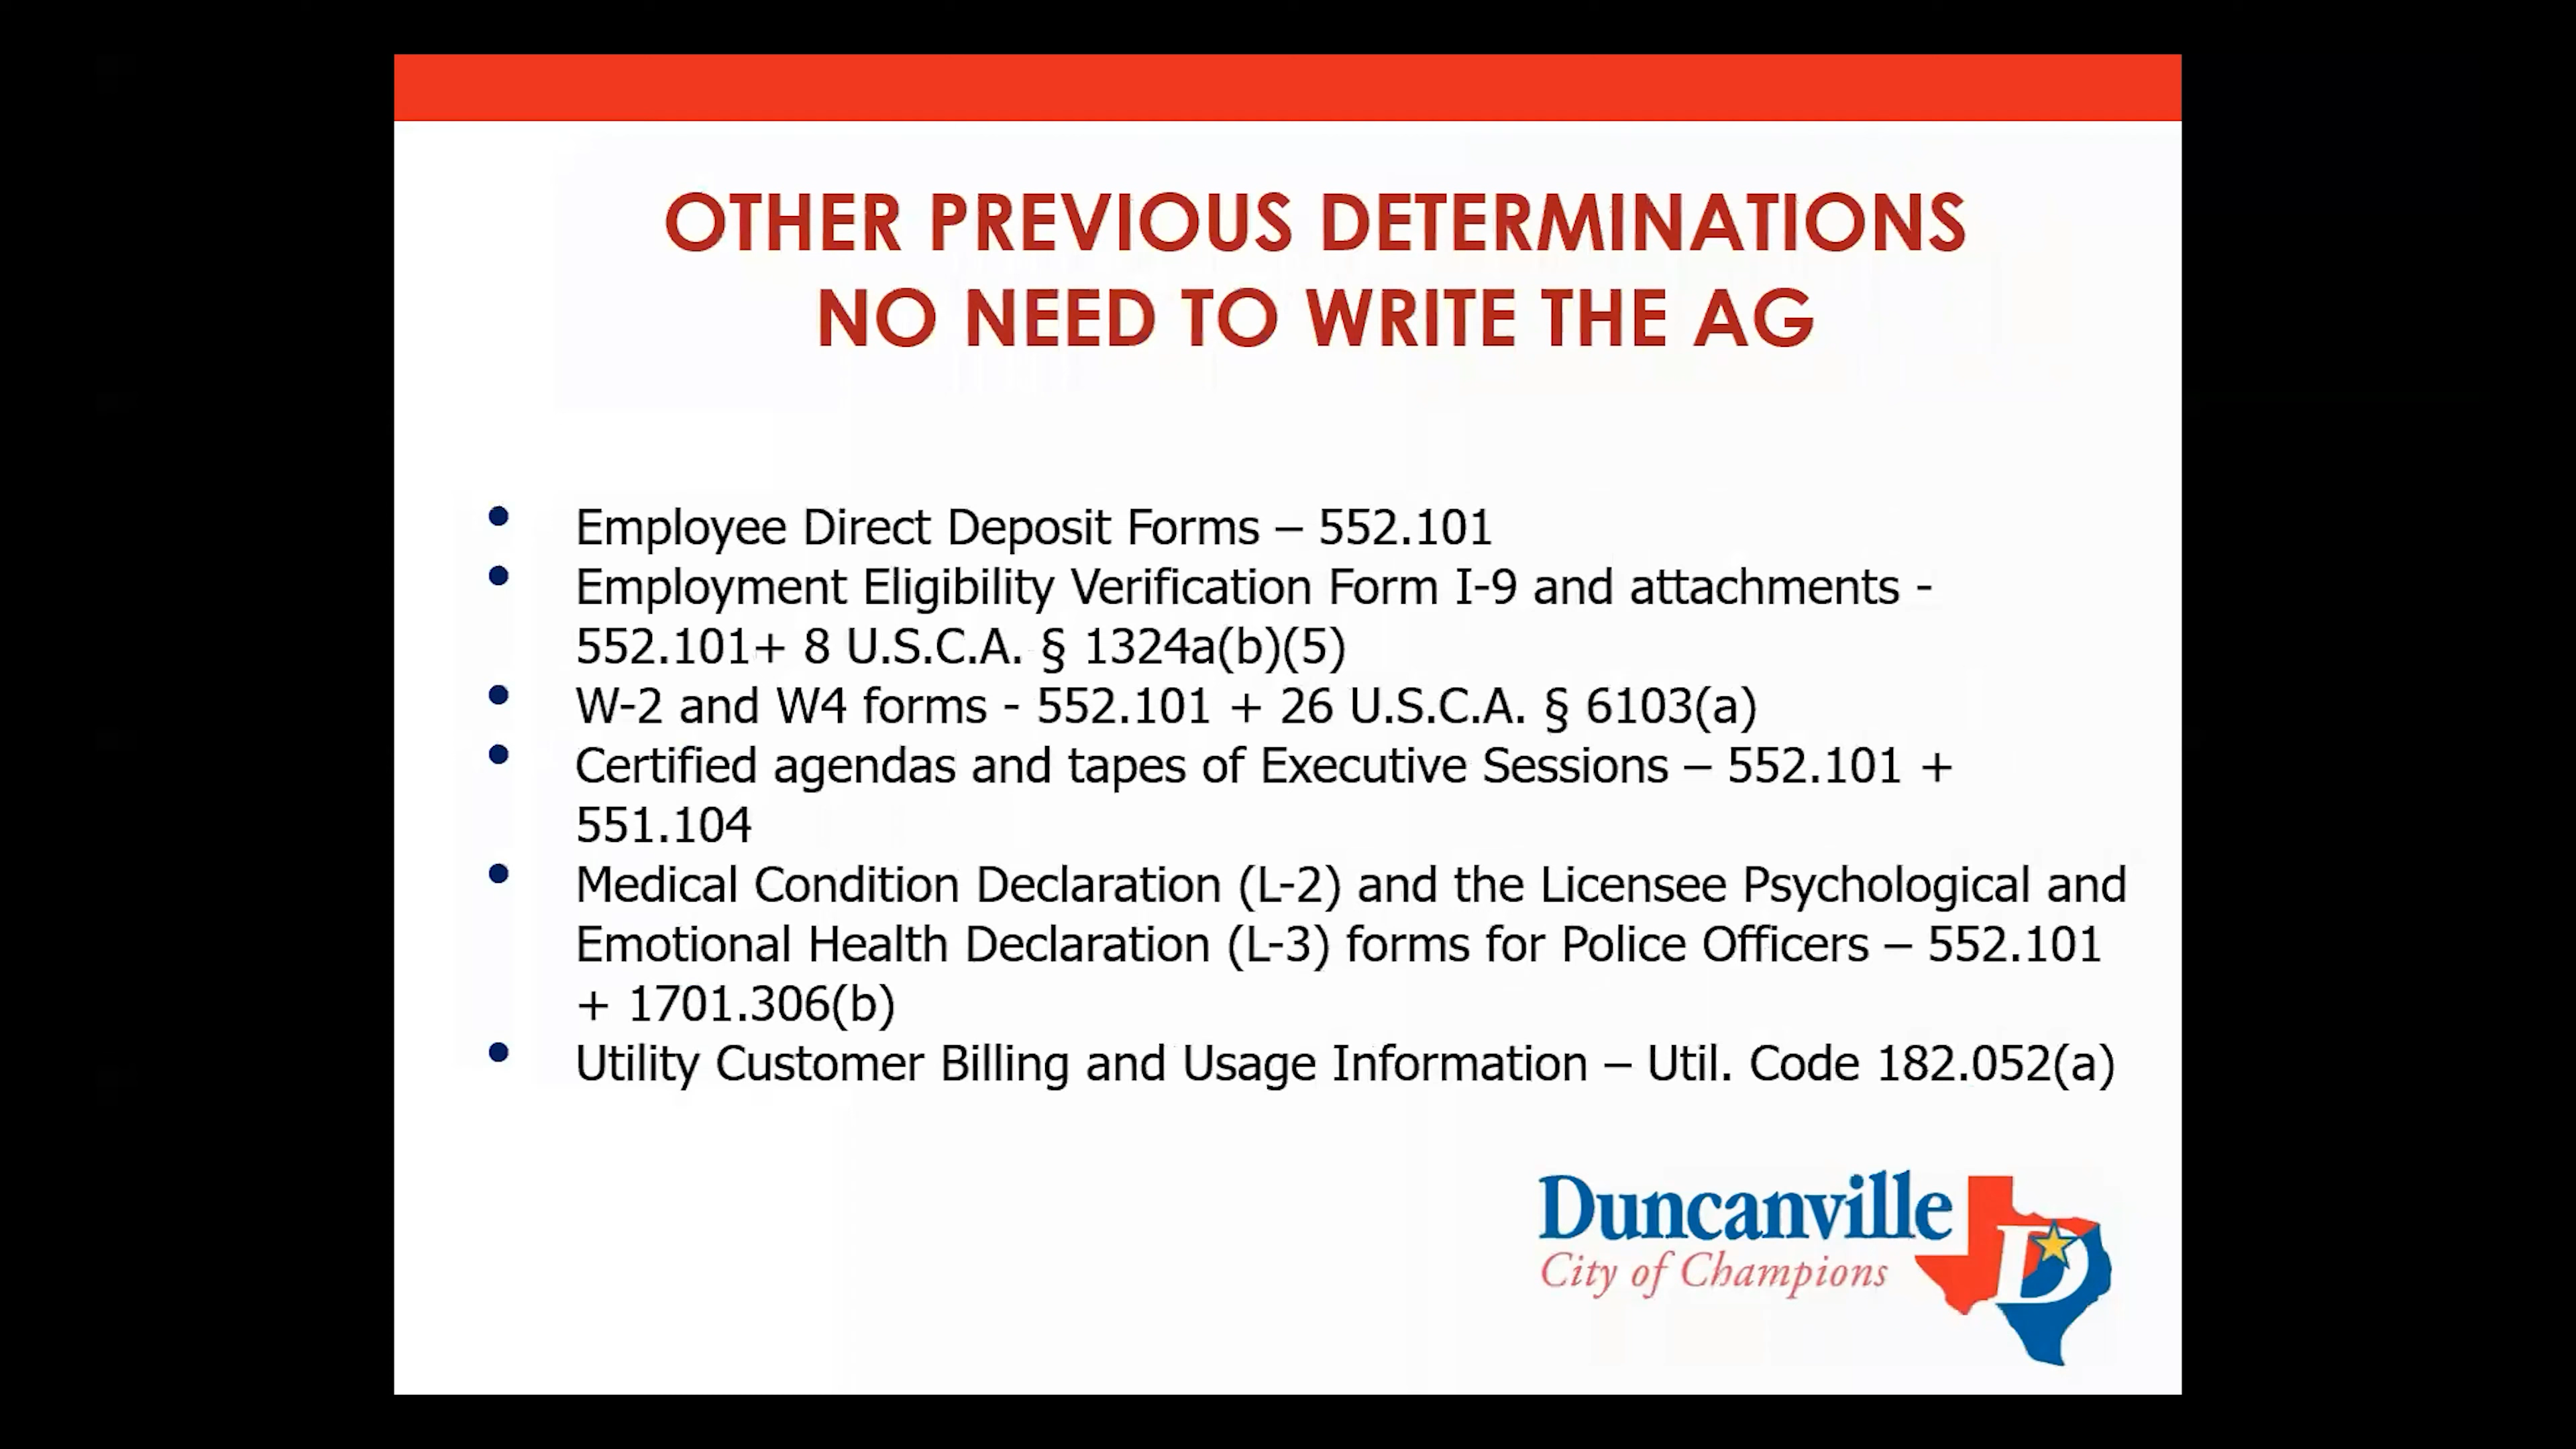 OTHER PREVIOUS DETERMINATIONS
NO NEED TO WRITE THE AG
• Employee Direct Deposit Forms – 552.101
• Employment Eligibility Verification Form I-9 and attachments -
552.101+ 8 U.S.C.A. § 1324a(b)(5)
• W-2 and W4 forms - 552.101 + 26 U.S.C.A. § 6103(a)
• Certified agendas and tapes of Executive Sessions – 552.101 +
551.104
• Medical Condition Declaration (L-2) and the Licensee Psychological and
Emotional Health Declaration (L-3) forms for Police Officers – 552.101
+ 1701.306(b)
• Utility Customer Billing and Usage Information – Util. Code 182.052(a)
Duncanville
City of Champions
D